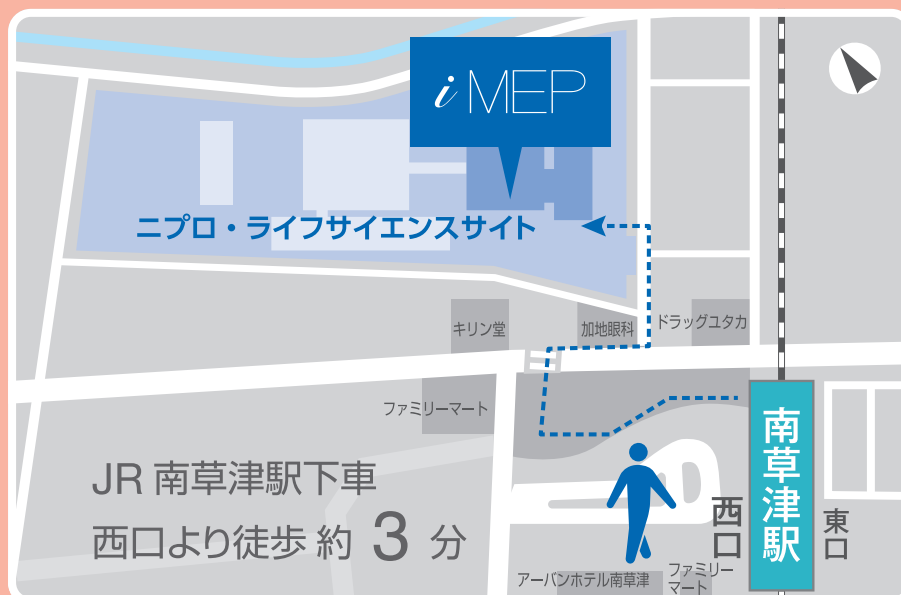 i MEP
ニプロ・ライフサイエンスサイト
キリン堂
加地眼科
ドラッグユタカ
ファミリーマート
JR 南草津駅下車
西口より徒歩 約 3 分
西口
南草津駅
東口
アーバンホテル南草津
ファミリー
マート